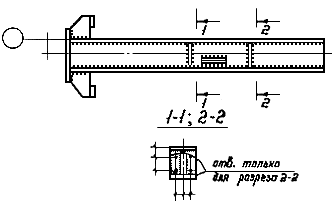 1 2
1 2
1-1; 2-2
отв. только
для разреза 2-2